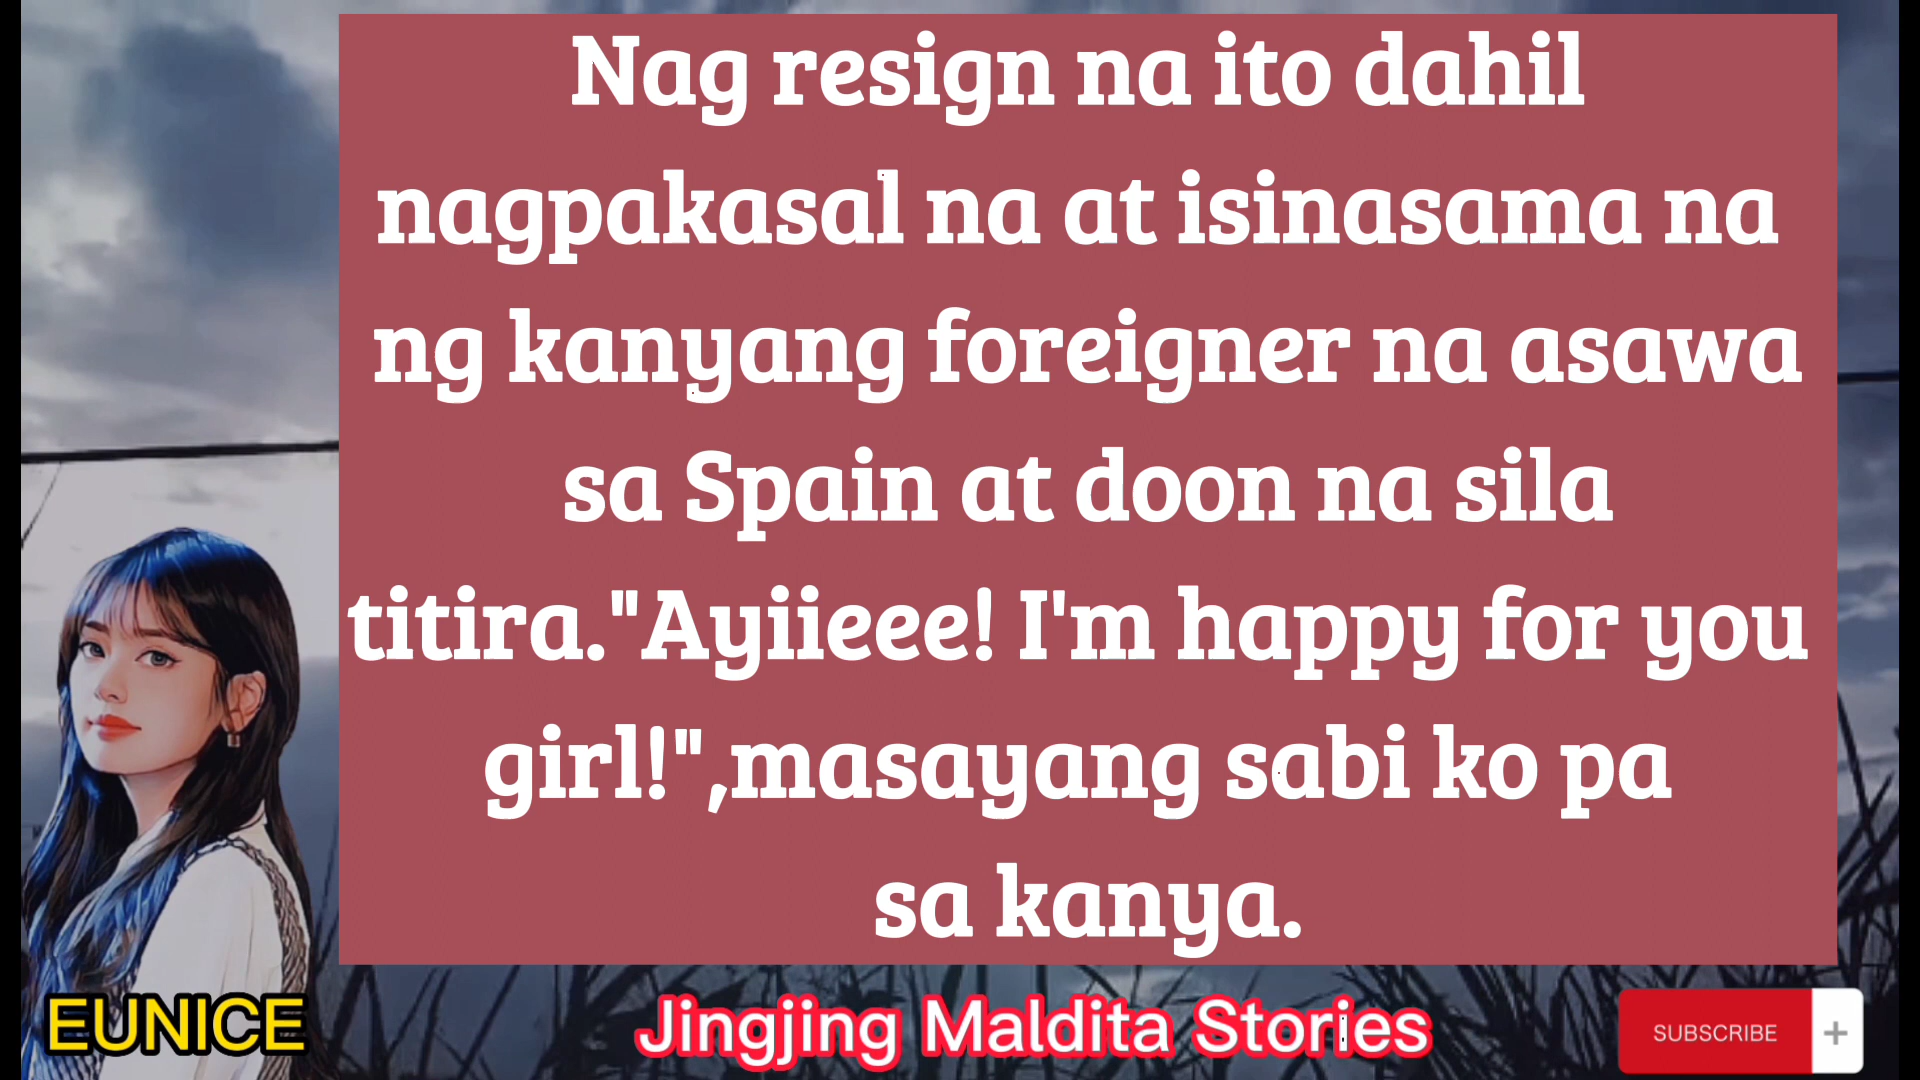 Nag resign na ito dahil
nagpakasal na at isinasama na
ng kanyang foreigner na asawa
sa Spain at doon na sila
titira."Ayiieee! I'm happy for you
girl!",masayang sabi ko pa
sa kanya.
EUNICE
Jingjing Maldita Stories
SUBSCRIBE +